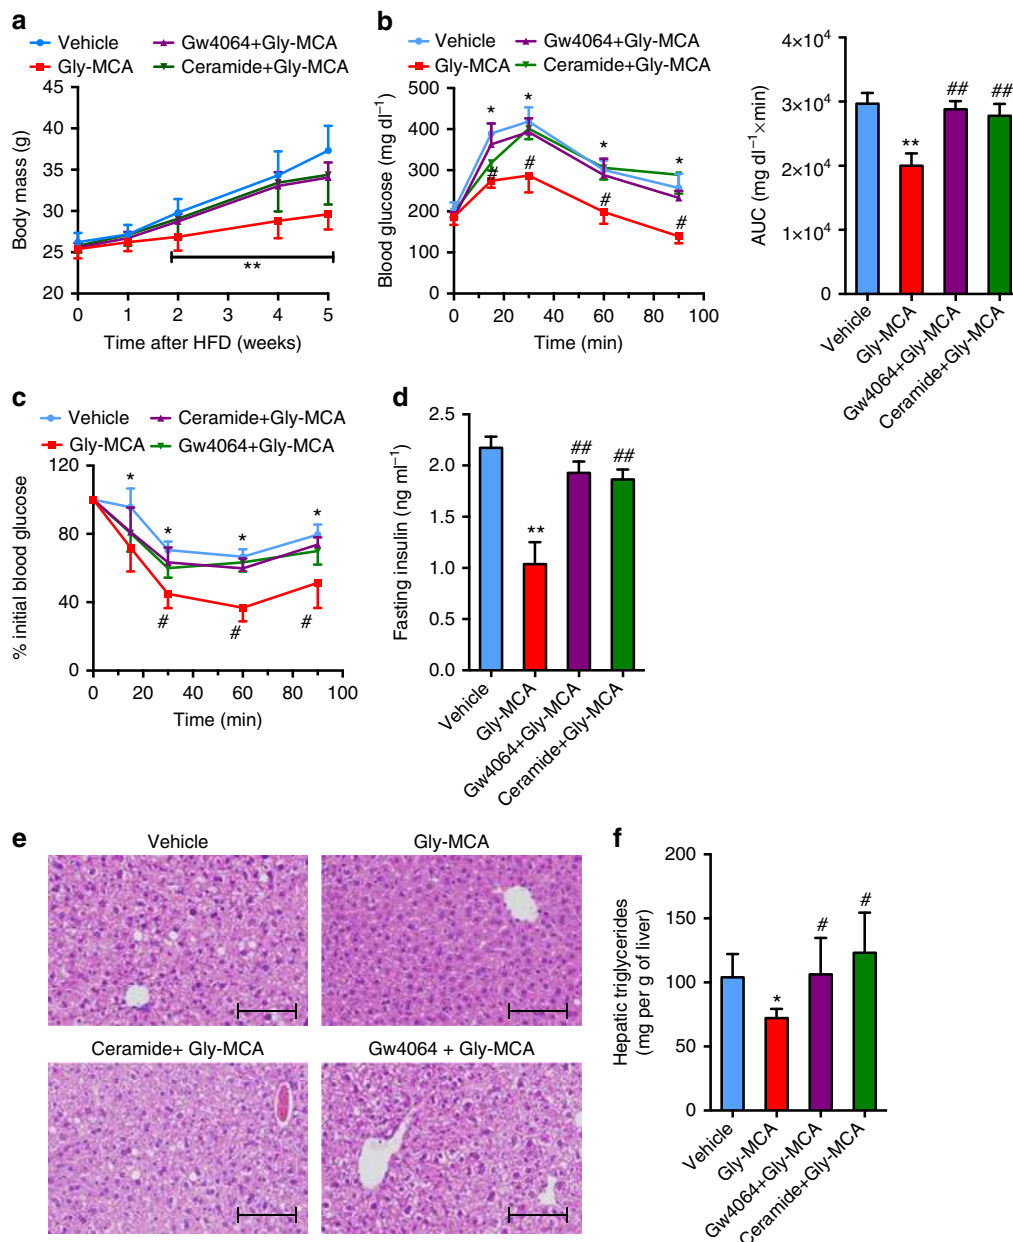 a
Vehicle
Gw4064+Gly-MCA
Gly-MCA
Ceramide+Gly-MCA
45
40
35
30
25
20
Body mass (g)
**
0 1 2 3 4 5
Time after HFD (weeks)
b
Vehicle
Gw4064+Gly-MCA
Gly-MCA
Ceramide+Gly-MCA
500
400
300
200
100
0
Blood glucose (mg dl⁻¹)
* * * *
# # # #
0 20 40 60 80 100
Time (min)
4×10⁴
3×10⁴
2×10⁴
1×10⁴
0
AUC (mg dl⁻¹×min)
**
##
##
Vehicle
Gly-MCA
Gw4064+Gly-MCA
Ceramide+Gly-MCA
c
Vehicle
Ceramide+Gly-MCA
Gly-MCA
Gw4064+Gly-MCA
120
80
40
0
% initial blood glucose
* * * *
# # #
0 20 40 60 80 100
Time (min)
d
2.5
2.0
1.5
1.0
0.5
0.0
Fasting insulin (ng ml⁻¹)
**
##
##
Vehicle
Gly-MCA
Gw4064+Gly-MCA
Ceramide+Gly-MCA
e
Vehicle
Gly-MCA
Ceramide+ Gly-MCA
Gw4064 + Gly-MCA
f
200
150
100
50
0
Hepatic triglycerides
(mg per g of liver)
*
#
#
Vehicle
Gly-MCA
Gw4064+Gly-MCA
Ceramide+Gly-MCA